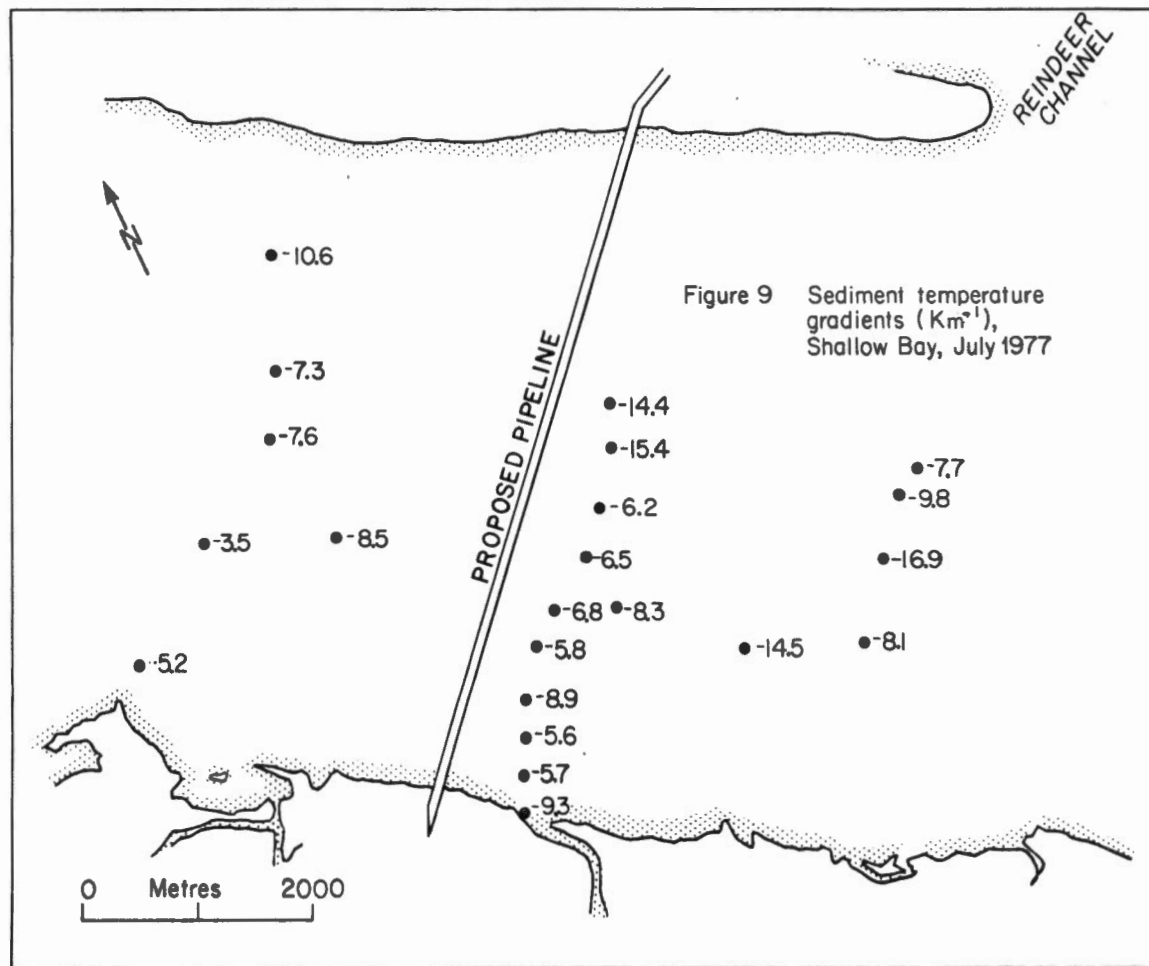 REINDEER
CHANNEL
N
-10.6
Figure 9 Sediment temperature
gradients (Km⁻¹),
Shallow Bay, July 1977
PROPOSED PIPELINE
-7.3
-14.4
-7.6
-15.4
-7.7
-9.8
-6.2
-3.5
-8.5
-6.5
-16.9
-6.8
-8.3
-5.8
-14.5
-8.1
-5.2
-8.9
-5.6
-5.7
-9.3
0 Metres 2000